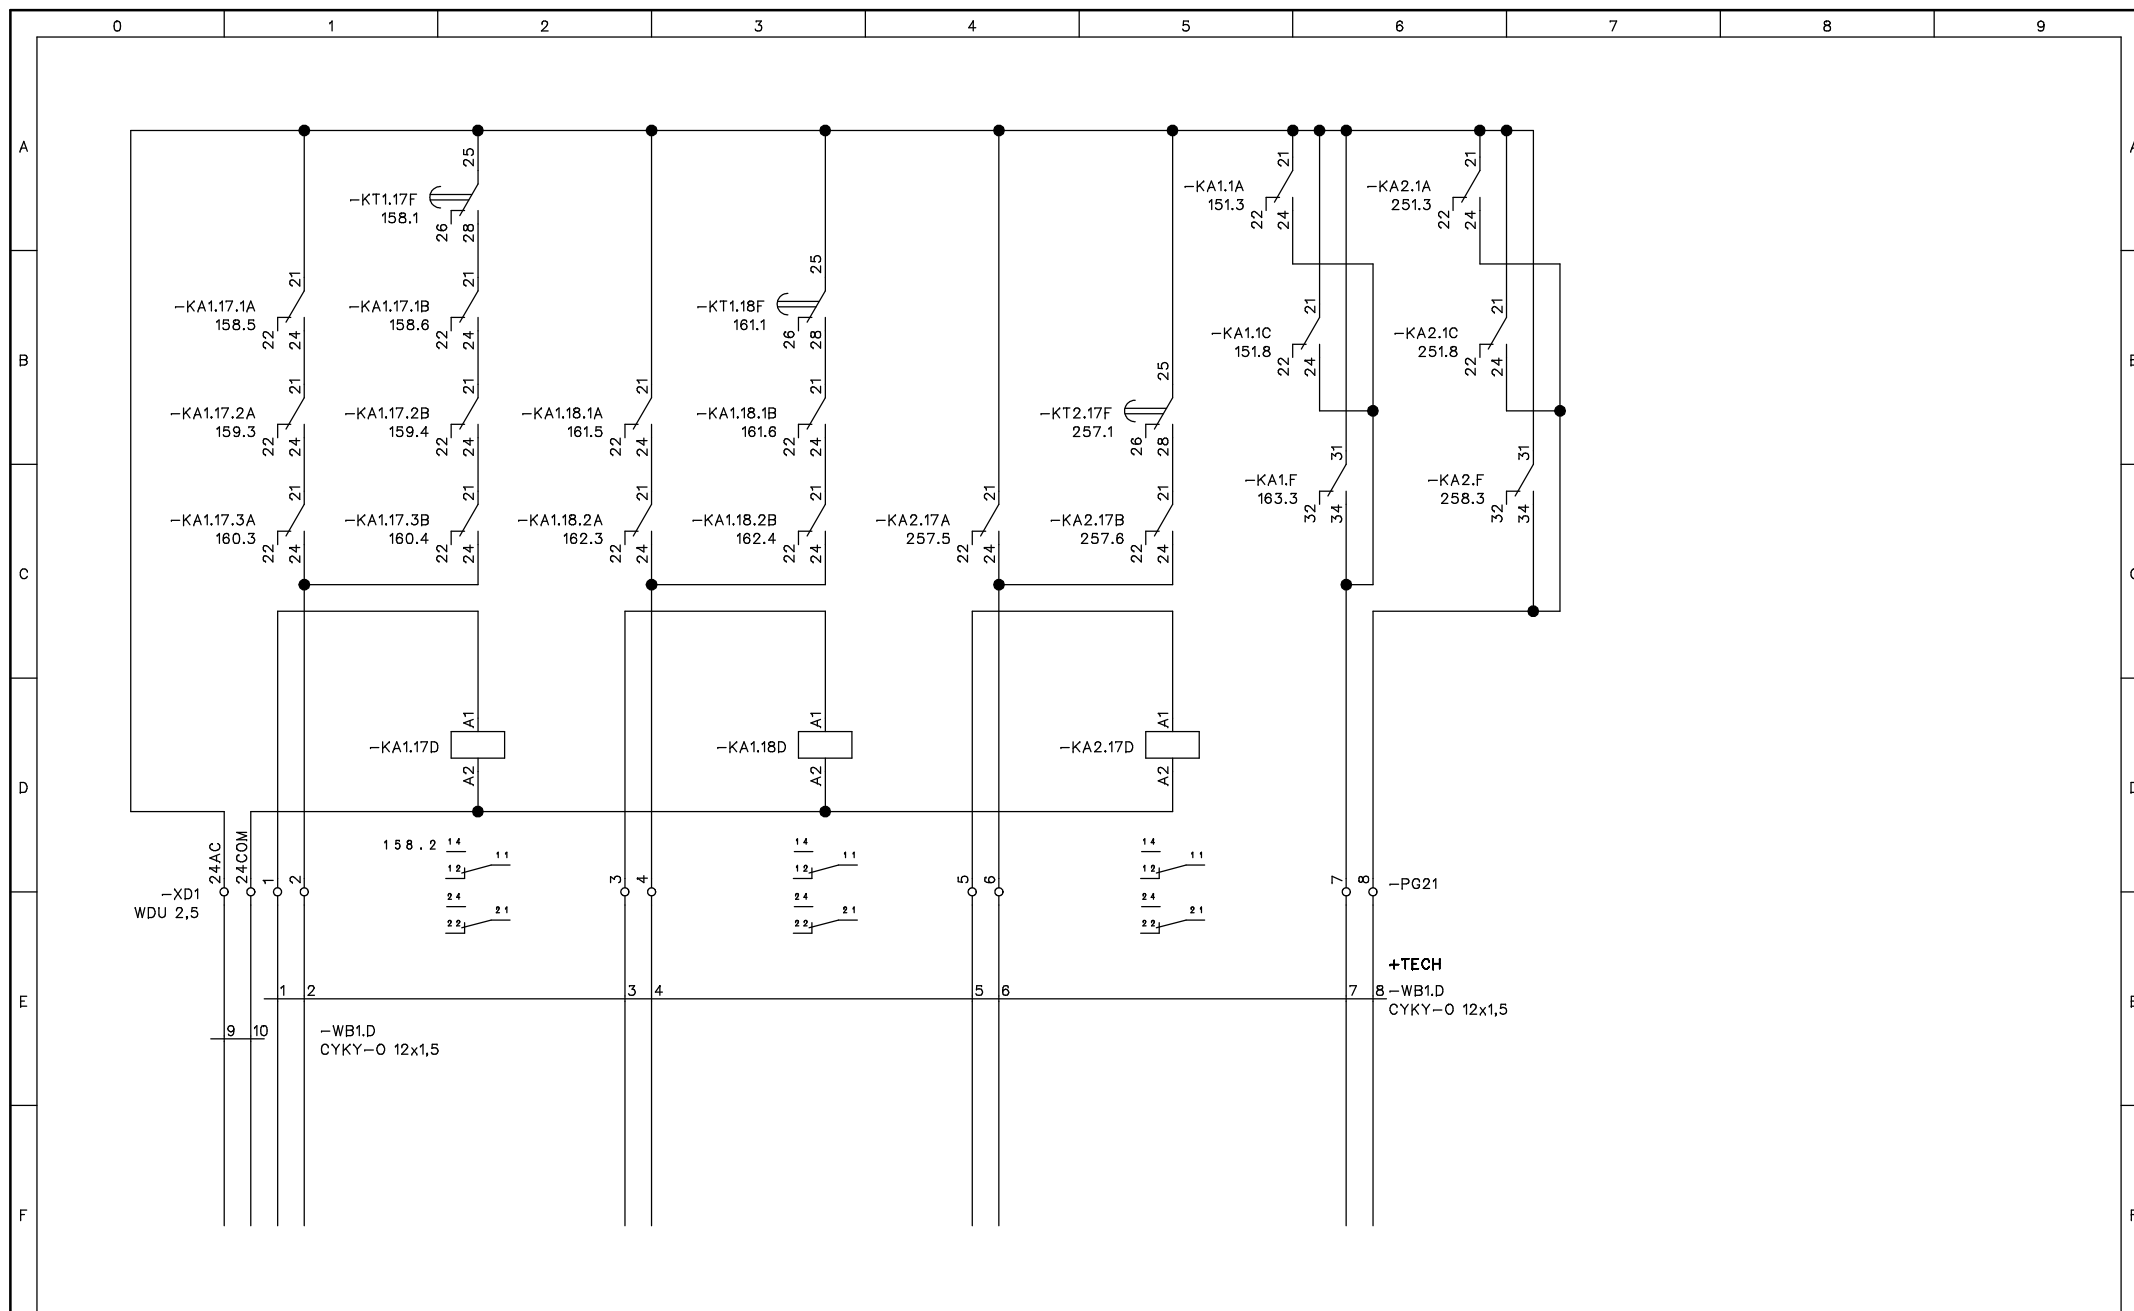 0 1 2 3 4 5 6 7 8 9
A
25 21 21
-KT1.17F
158.1
26 28
-KA1.1A
151.3
22 24
-KA2.1A
251.3
22 24
B
21
-KA1.17.1A
158.5
22 24
21
-KA1.17.1B
158.6
22 24
25
-KT1.18F
161.1
26 28
21
-KA1.1C
151.8
22 24
21
-KA2.1C
251.8
22 24
21
-KA1.17.2A
159.3
22 24
21
-KA1.17.2B
159.4
22 24
21
-KA1.18.1A
161.5
22 24
21
-KA1.18.1B
161.6
22 24
25
-KT2.17F
257.1
26 28
C
21
-KA1.17.3A
160.3
22 24
21
-KA1.17.3B
160.4
22 24
21
-KA1.18.2A
162.3
22 24
21
-KA1.18.2B
162.4
22 24
21
-KA2.17A
257.5
22 24
21
-KA2.17B
257.6
22 24
31
-KA1.F
163.3
32 34
31
-KA2.F
258.3
32 34
D
A1
-KA1.17D
A2
A1
-KA1.18D
A2
A1
-KA2.17D
A2
24AC 24COM 1 2 3 4 5 6 7 8
-XD1
WDU 2,5
-PG21
158.2
14
12 11
24
22 21
14
12 11
24
22 21
14
12 11
24
22 21
E
+TECH
1 2 3 4 5 6 7 8 -WB1.D
CYKY-O 12x1,5
9 10 -WB1.D
CYKY-O 12x1,5
F